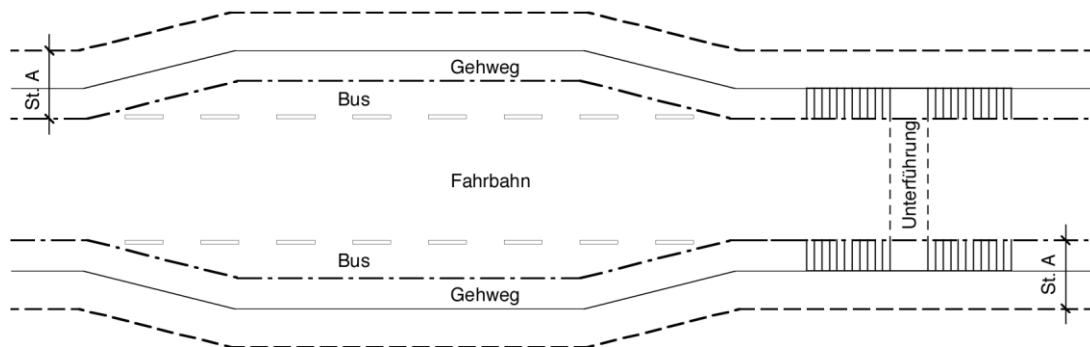 St. A
Gehweg
Bus
Fahrbahn
Unterführung
Bus
Gehweg
St. A